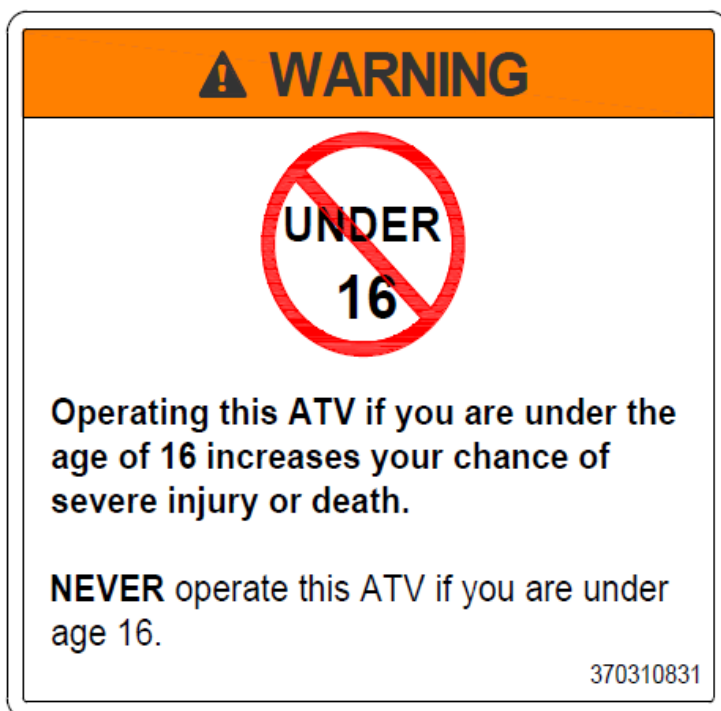 WARNING
UNDER
16
Operating this ATV if you are under the
age of 16 increases your chance of
severe injury or death.
NEVER operate this ATV if you are under
age 16.
370310831